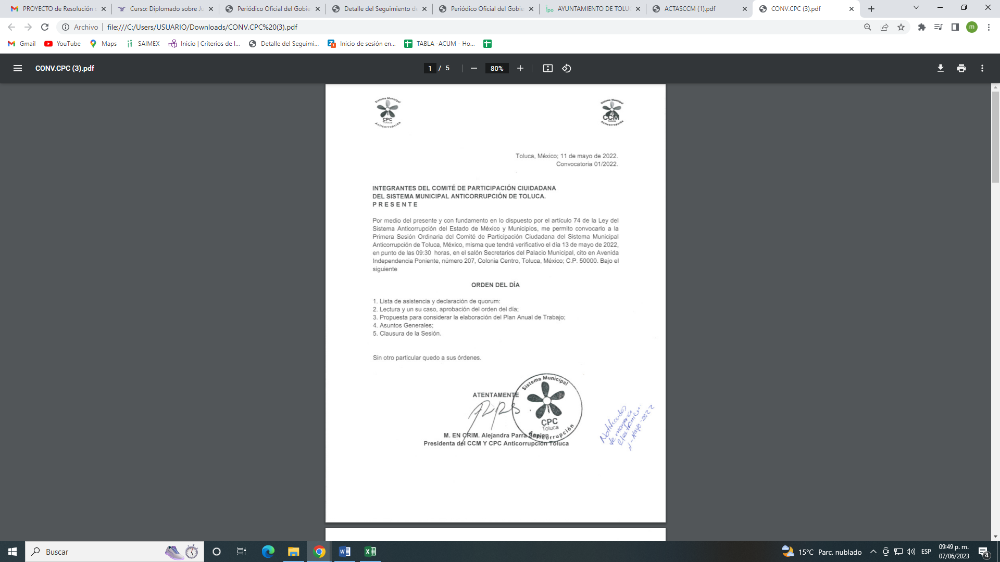 PROYECTO de Resolución
Curso: Diplomado sobre Ju
Periódico Oficial del Gobie
Detalle del Seguimiento de
Periódico Oficial del Gobie
ipo AYUNTAMIENTO DE TOLUC
ACTASCCM (1).pdf
CONV.CPC (3).pdf
Archivo file:///C:/Users/USUARIO/Downloads/CONV.CPC%20(3).pdf m
Gmail YouTube Maps SAIMEX Inicio | Criterios de l... Detalle del Seguimi... Inicio de sesión en... TABLA -ACUM - Ho...
CONV.CPC (3).pdf 1 / 5 80%
Sistema Municipal
CPC
Toluca
Anticorrupción
Sistema Municipal
CCM
Toluca
Anticorrupción
Toluca, México; 11 de mayo de 2022.
Convocatoria 01/2022.
INTEGRANTES DEL COMITÉ DE PARTICIPACIÓN CIUIDADANA
DEL SISTEMA MUNICIPAL ANTICORRUPCIÓN DE TOLUCA.
P R E S E N T E
Por medio del presente y con fundamento en lo dispuesto por el artículo 74 de la Ley del
Sistema Anticorrupción del Estado de México y Municipios, me permito convocarlo a la
Primera Sesión Ordinaria del Comité de Participación Ciudadana del Sistema Municipal
Anticorrupción de Toluca, México, misma que tendrá verificativo el día 13 de mayo de 2022,
en punto de las 09:30 horas, en el salón Secretarios del Palacio Municipal, cito en Avenida
Independencia Poniente, número 207, Colonia Centro, Toluca, México; C.P. 50000. Bajo el
siguiente
ORDEN DEL DÍA
1. Lista de asistencia y declaración de quorum:
2. Lectura y un su caso, aprobación del orden del día;
3. Propuesta para considerar la elaboración del Plan Anual de Trabajo;
4. Asuntos Generales;
5. Clausura de la Sesión.
Sin otro particular quedo a sus órdenes.
ATENTAMENTE
Sistema Municipal
CPC
Toluca
Anticorrupción
M. EN CRIM. Alejandra Parra Sapien
Presidenta del CCM Y CPC Anticorrupción Toluca
Notificados
de manera
electronica.
11-Mayo-2022
Buscar
15°C Parc. nublado ESP
09:49 p. m.
07/06/2023
4